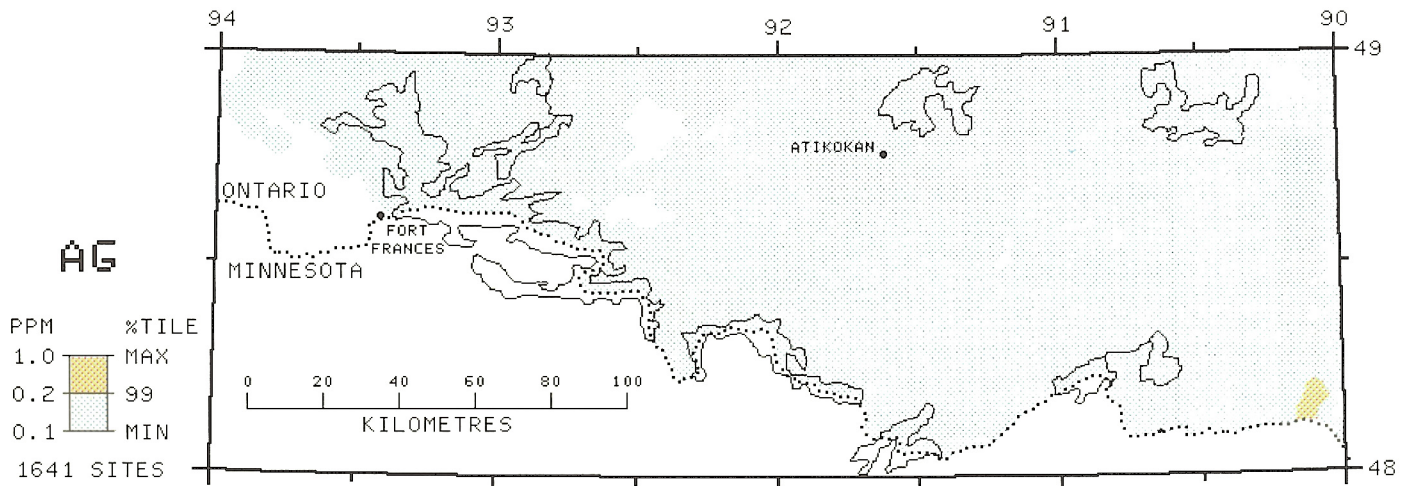 94 93 92 91 90
49
ATIKOKAN
ONTARIO
FORT
FRANCES
AG
MINNESOTA
PPM %TILE
1.0 MAX
0.2 99
0.1 MIN
1641 SITES
0 20 40 60 80 100
KILOMETRES
48